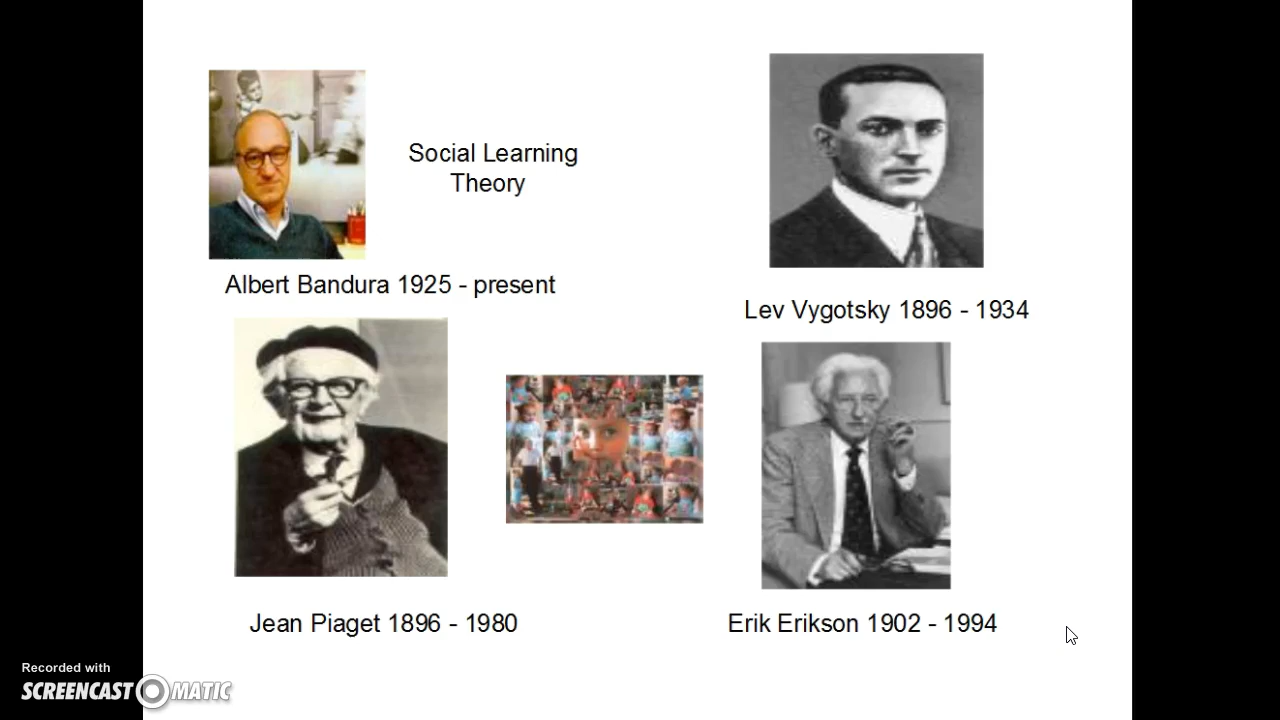 Social Learning
Theory
Albert Bandura 1925 - present
Lev Vygotsky 1896 - 1934
Jean Piaget 1896 - 1980
Erik Erikson 1902 - 1994
Recorded with
SCREENCAST MATIC